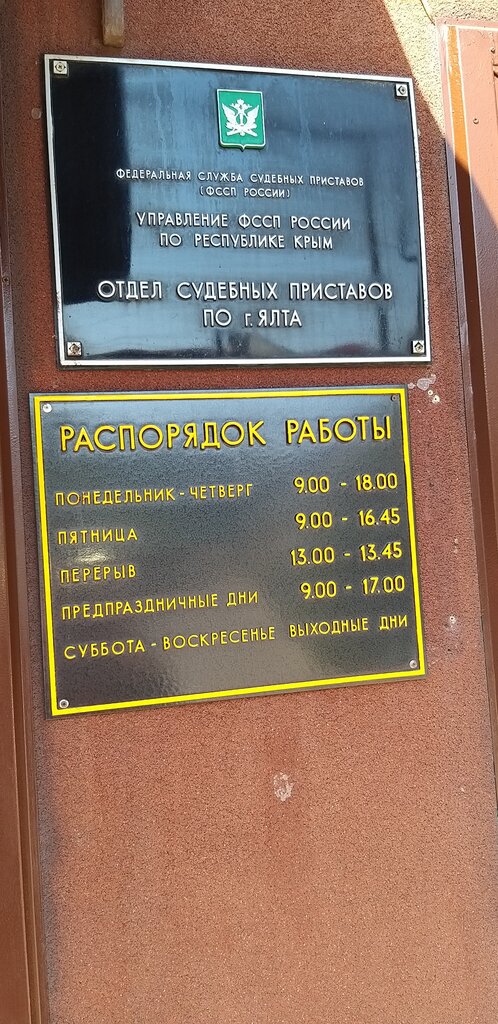 ФЕДЕРАЛЬНАЯ СЛУЖБА СУДЕБНЫХ ПРИСТАВОВ
(ФССП РОССИИ)
УПРАВЛЕНИЕ ФССП РОССИИ
ПО РЕСПУБЛИКЕ КРЫМ
ОТДЕЛ СУДЕБНЫХ ПРИСТАВОВ
ПО г. ЯЛТА
РАСПОРЯДОК РАБОТЫ
ПОНЕДЕЛЬНИК - ЧЕТВЕРГ 9.00 - 18.00
ПЯТНИЦА 9.00 - 16.45
ПЕРЕРЫВ 13.00 - 13.45
ПРЕДПРАЗДНИЧНЫЕ ДНИ 9.00 - 17.00
СУББОТА - ВОСКРЕСЕНЬЕ ВЫХОДНЫЕ ДНИ